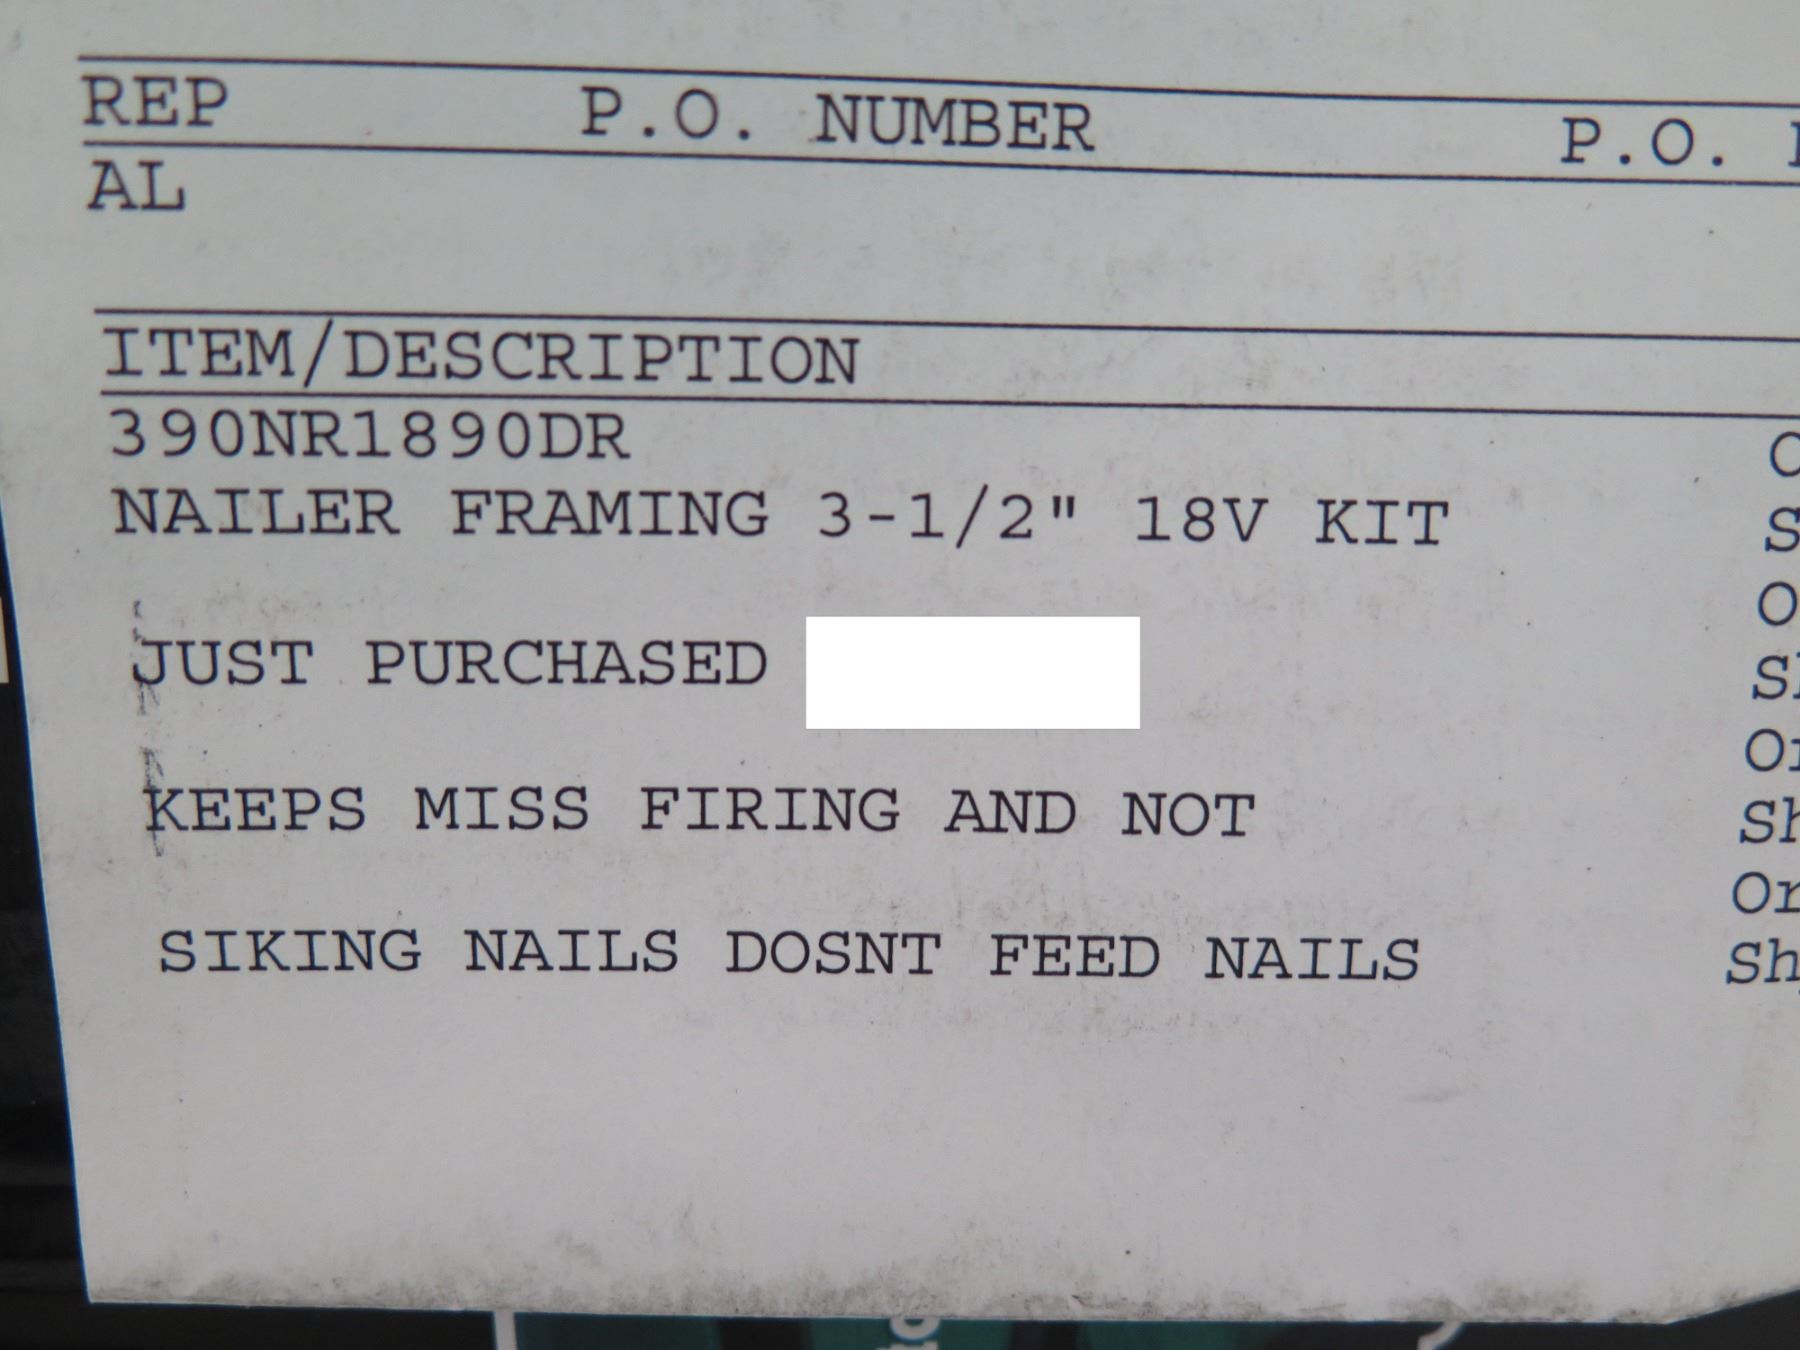 REP P.O. NUMBER P.O.
AL
ITEM/DESCRIPTION
390NR1890DR
NAILER FRAMING 3-1/2" 18V KIT
JUST PURCHASED
KEEPS MISS FIRING AND NOT
SIKING NAILS DOSNT FEED NAILS